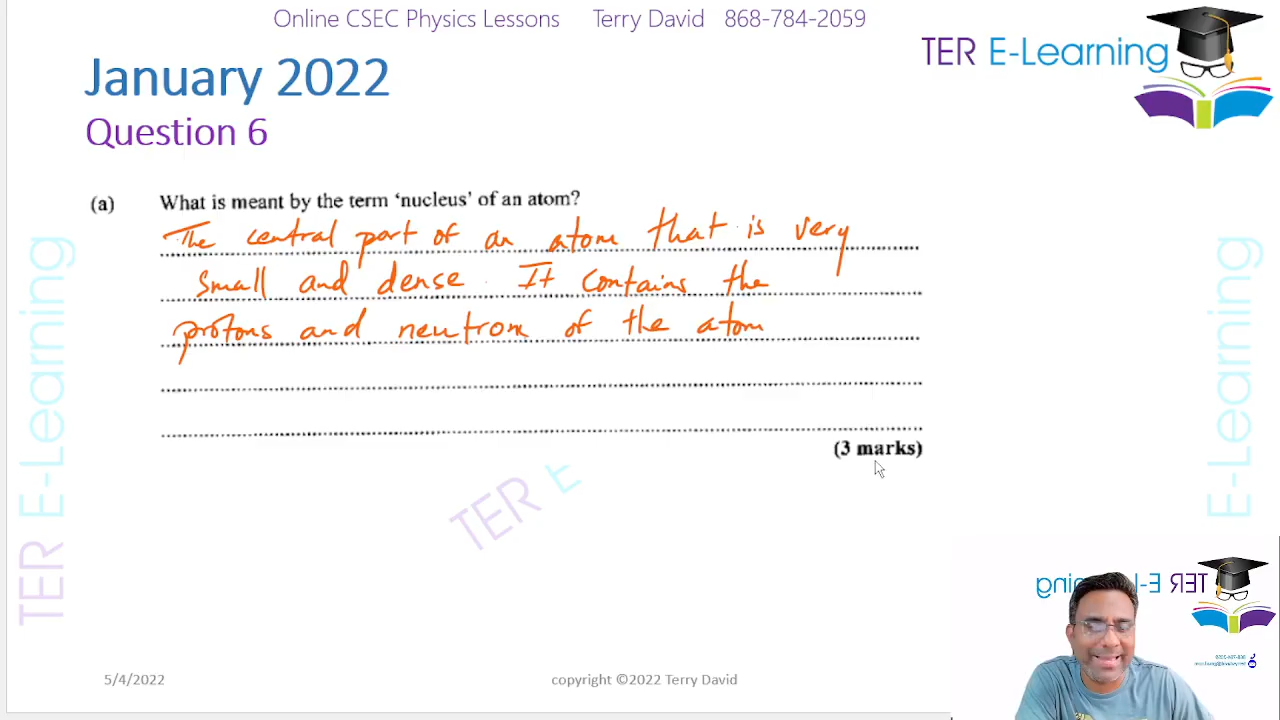 Online CSEC Physics Lessons Terry David 868-784-2059
TER E-Learning
January 2022
Question 6
(a) What is meant by the term ‘nucleus’ of an atom?
The central part of an atom that is very
small and dense. It contains the
protons and neutrons of the atom
(3 marks)
TER E-Learning
TER E-Learning
TER E
TER E-Learning
5/4/2022
copyright ©2022 Terry David